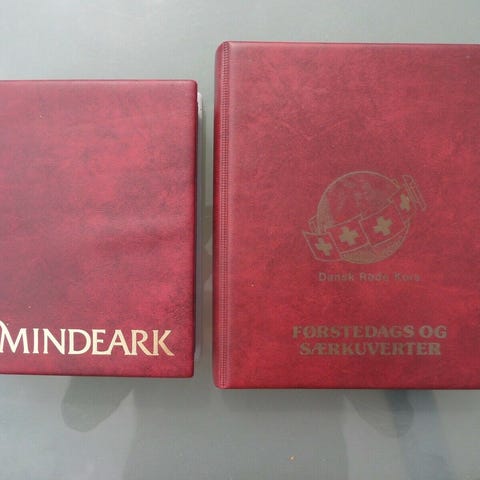 MINDEARK
Dansk Røde Kors
FØRSTEDAGS OG
SÆRKUVERTER